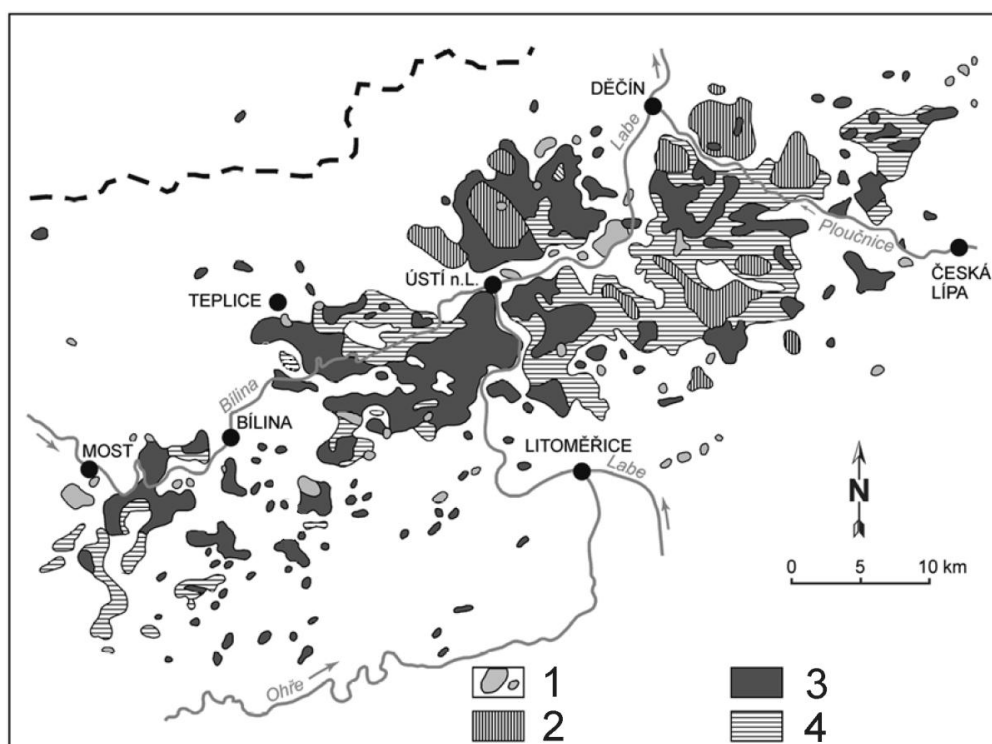 DĚČÍN
Labe
Ploučnice
ČESKÁ
LÍPA
ÚSTÍ n.L.
TEPLICE
Bílina
BÍLINA
MOST
LITOMĚŘICE
Labe
N
0 5 10 km
Ohře
1 3
2 4